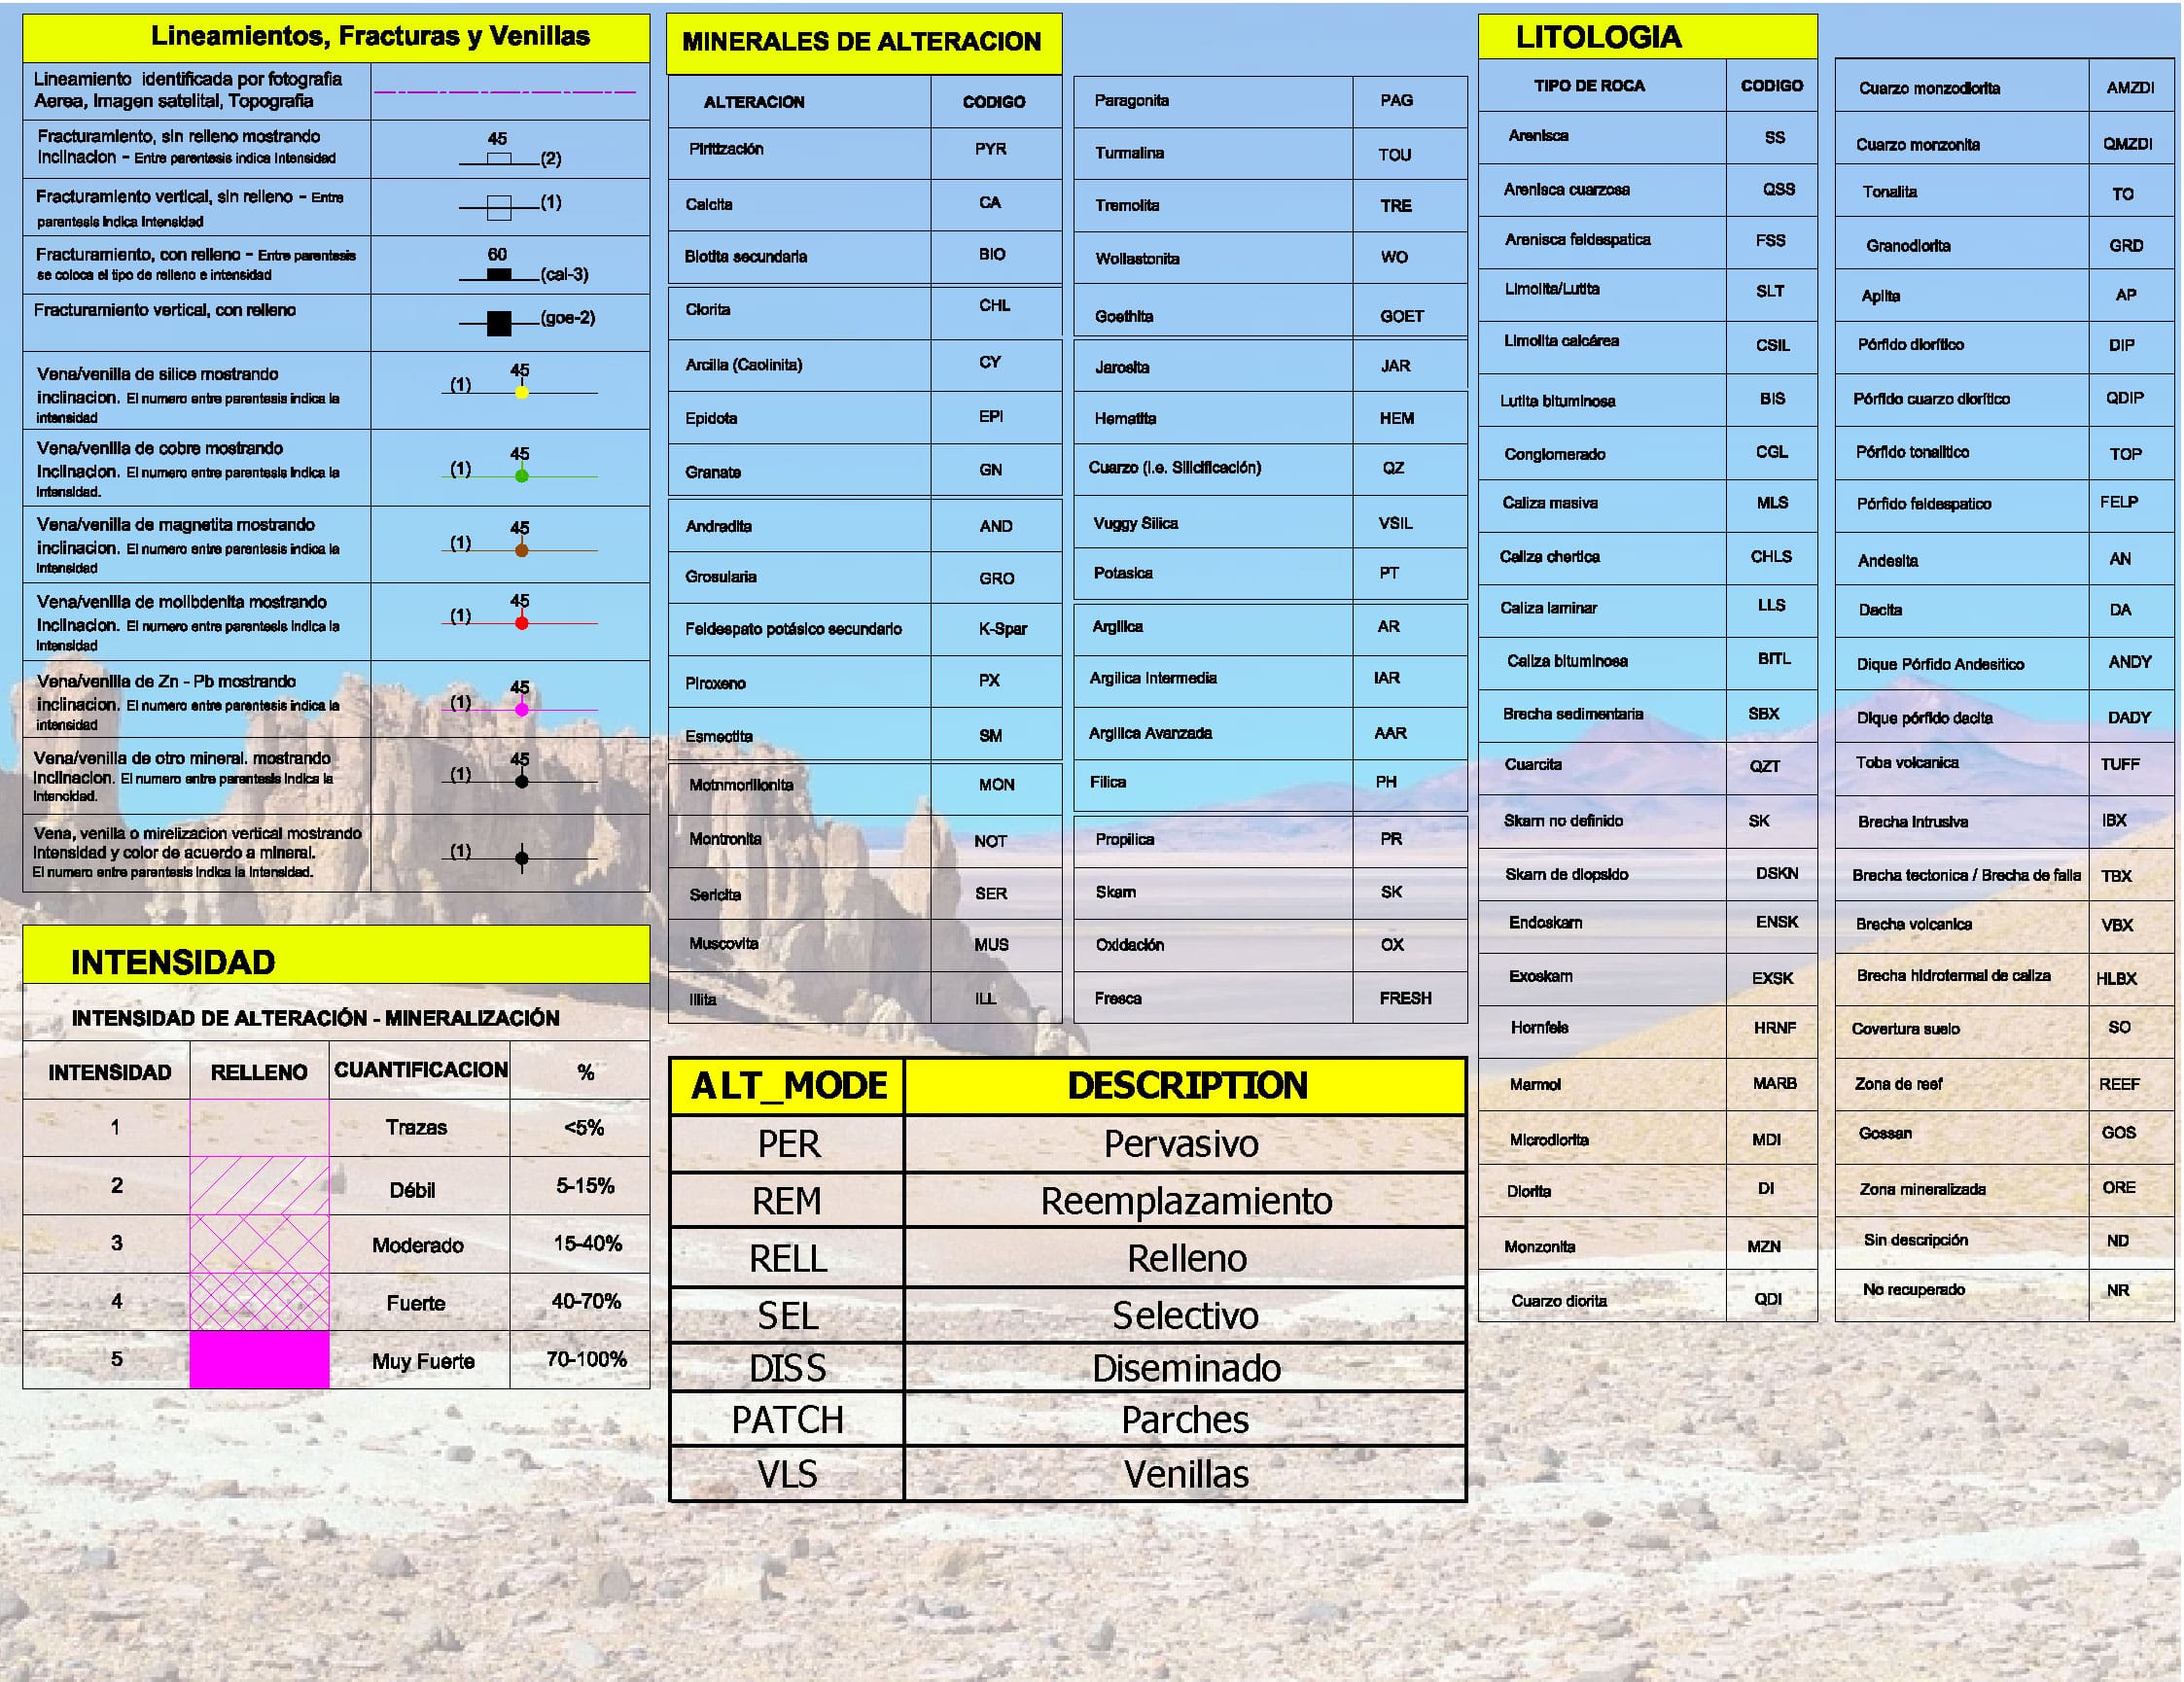 Lineamientos, Fracturas y Venillas
Lineamiento identificada por fotografia
Aerea, Imagen satelital, Topografia
Fracturamiento, sin relleno mostrando
Inclinacion - Entre parentesis indica Intensidad
45
(2)
Fracturamiento vertical, sin relleno - Entre
parentesis indica Intensidad
(1)
Fracturamiento, con relleno - Entre parentesis
se coloca el tipo de relleno e intensidad
60
(cal-3)
Fracturamiento vertical, con relleno
(goe-2)
Vena/venilla de silice mostrando
inclinacion. El numero entre parentesis indica la
intensidad
(1) 45
Vena/venilla de cobre mostrando
Inclinacion. El numero entre parentesis indica la
Intensidad.
(1) 45
Vena/venilla de magnetita mostrando
inclinacion. El numero entre parentesis indica la
Intensidad
(1) 45
Vena/venilla de molibdenita mostrando
Inclinacion. El numero entre parentesis indica la
Intensidad
(1) 45
Vena/venilla de Zn - Pb mostrando
inclinacion. El numero entre parentesis indica la
intensidad
(1) 45
Vena/venilla de otro mineral. mostrando
Inclinacion. El numero entre parentesis indica la
Intencidad.
(1) 45
Vena, venilla o mirelizacion vertical mostrando
Intensidad y color de acuerdo a mineral.
El numero entre parentesis indica la Intensidad.
(1)
INTENSIDAD
INTENSIDAD DE ALTERACIÓN - MINERALIZACIÓN
INTENSIDAD RELLENO CUANTIFICACION %
1 Trazas <5%
2 Débil 5-15%
3 Moderado 15-40%
4 Fuerte 40-70%
5 Muy Fuerte 70-100%
MINERALES DE ALTERACION
ALTERACION CODIGO
Piritización PYR
Calcita CA
Biotita secundaria BIO
Clorita CHL
Arcilla (Caolinita) CY
Epidota EPI
Granate GN
Andradita AND
Grosularia GRO
Feldespato potásico secundario K-Spar
Piroxeno PX
Esmectita SM
Motnmorillonita MON
Montronita NOT
Sericita SER
Muscovita MUS
Illita ILL
Paragonita PAG
Turmalina TOU
Tremolita TRE
Wollastonita WO
Goethita GOET
Jarosita JAR
Hematita HEM
Cuarzo (i.e. Silicificación) QZ
Vuggy Silica VSIL
Potasica PT
Argilica AR
Argilica Intermedia IAR
Argilica Avanzada AAR
Filica PH
Propilica PR
Skarn SK
Oxidación OX
Fresca FRESH
ALT_MODE DESCRIPTION
PER Pervasivo
REM Reemplazamiento
RELL Relleno
SEL Selectivo
DISS Diseminado
PATCH Parches
VLS Venillas
LITOLOGIA
TIPO DE ROCA CODIGO
Arenisca SS
Arenisca cuarzosa QSS
Arenisca feldespatica FSS
Limolita/Lutita SLT
Limolita calcárea CSIL
Lutita bituminosa BIS
Conglomerado CGL
Caliza masiva MLS
Caliza chertica CHLS
Caliza laminar LLS
Caliza bituminosa BITL
Brecha sedimentaria SBX
Cuarcita QZT
Skarn no definido SK
Skarn de diopsido DSKN
Endoskarn ENSK
Exoskarn EXSK
Hornfels HRNF
Marmol MARB
Microdiorita MDI
Diorita DI
Monzonita MZN
Cuarzo diorita QDI
Cuarzo monzodiorita AMZDI
Cuarzo monzonita QMZDI
Tonalita TO
Granodiorita GRD
Aplita AP
Pórfido diorítico DIP
Pórfido cuarzo diorítico QDIP
Pórfido tonalitico TOP
Pórfido feldespatico FELP
Andesita AN
Dacita DA
Dique Pórfido Andesitico ANDY
Dique pórfido dacita DADY
Toba volcanica TUFF
Brecha Intrusiva IBX
Brecha tectonica / Brecha de falla TBX
Brecha volcanica VBX
Brecha hidrotermal de caliza HLBX
Covertura suelo SO
Zona de reef REEF
Gossan GOS
Zona mineralizada ORE
Sin descripción ND
No recuperado NR